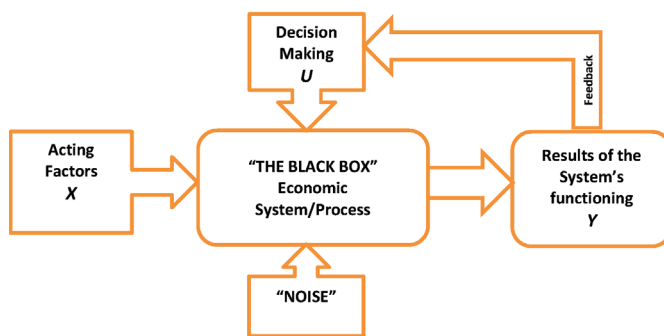 Decision
Making
U
Feedback
Acting
Factors
X
“THE BLACK BOX”
Economic
System/Process
Results of the
System’s
functioning
Y
“NOISE”